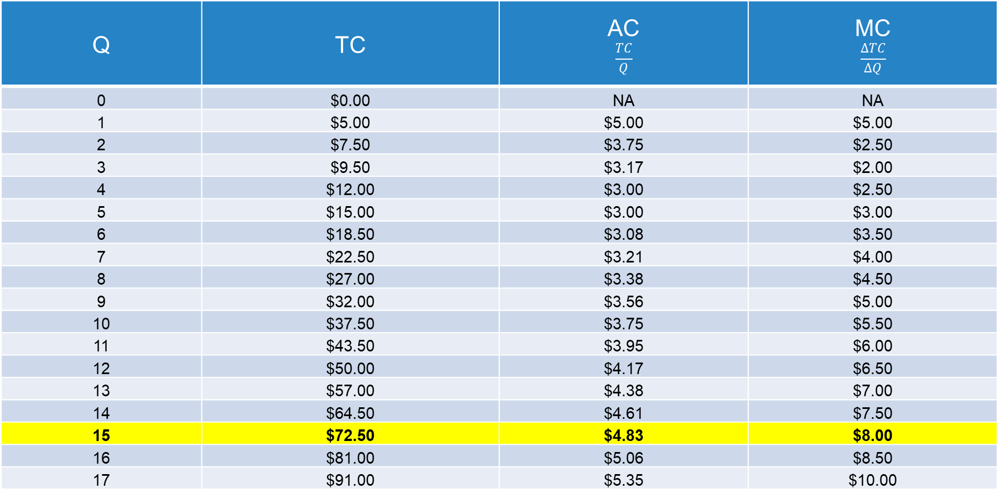 Q TC AC MC
TC/Q ΔTC/ΔQ
0 $0.00 NA NA
1 $5.00 $5.00 $5.00
2 $7.50 $3.75 $2.50
3 $9.50 $3.17 $2.00
4 $12.00 $3.00 $2.50
5 $15.00 $3.00 $3.00
6 $18.50 $3.08 $3.50
7 $22.50 $3.21 $4.00
8 $27.00 $3.38 $4.50
9 $32.00 $3.56 $5.00
10 $37.50 $3.75 $5.50
11 $43.50 $3.95 $6.00
12 $50.00 $4.17 $6.50
13 $57.00 $4.38 $7.00
14 $64.50 $4.61 $7.50
15 $72.50 $4.83 $8.00
16 $81.00 $5.06 $8.50
17 $91.00 $5.35 $10.00